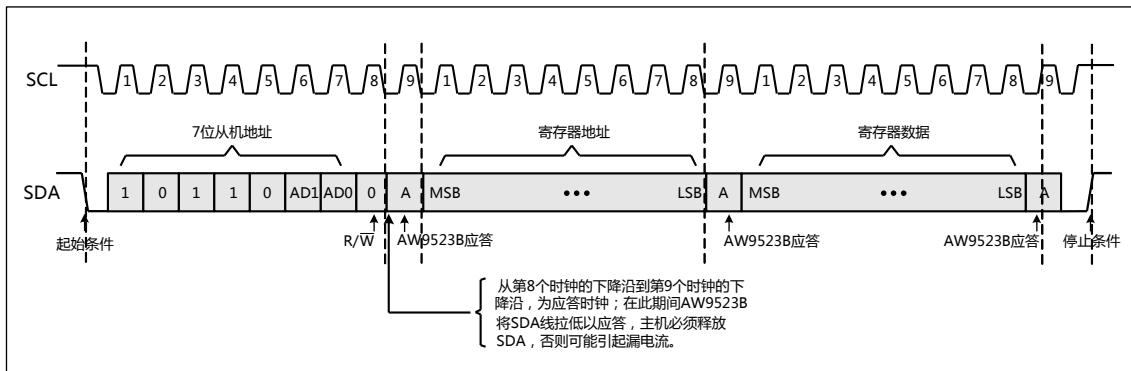 SCL 1 2 3 4 5 6 7 8 9 1 2 3 4 5 6 7 8 9 1 2 3 4 5 6 7 8 9
7位从机地址 寄存器地址 寄存器数据
SDA 1 0 1 1 0 AD1 AD0 0 A MSB ••• LSB A MSB ••• LSB A
起始条件 R/W̅ AW9523B应答 AW9523B应答 AW9523B应答 停止条件
从第8个时钟的下降沿到第9个时钟的下
降沿，为应答时钟；在此期间AW9523B
将SDA线拉低以应答，主机必须释放
SDA，否则可能引起漏电流。